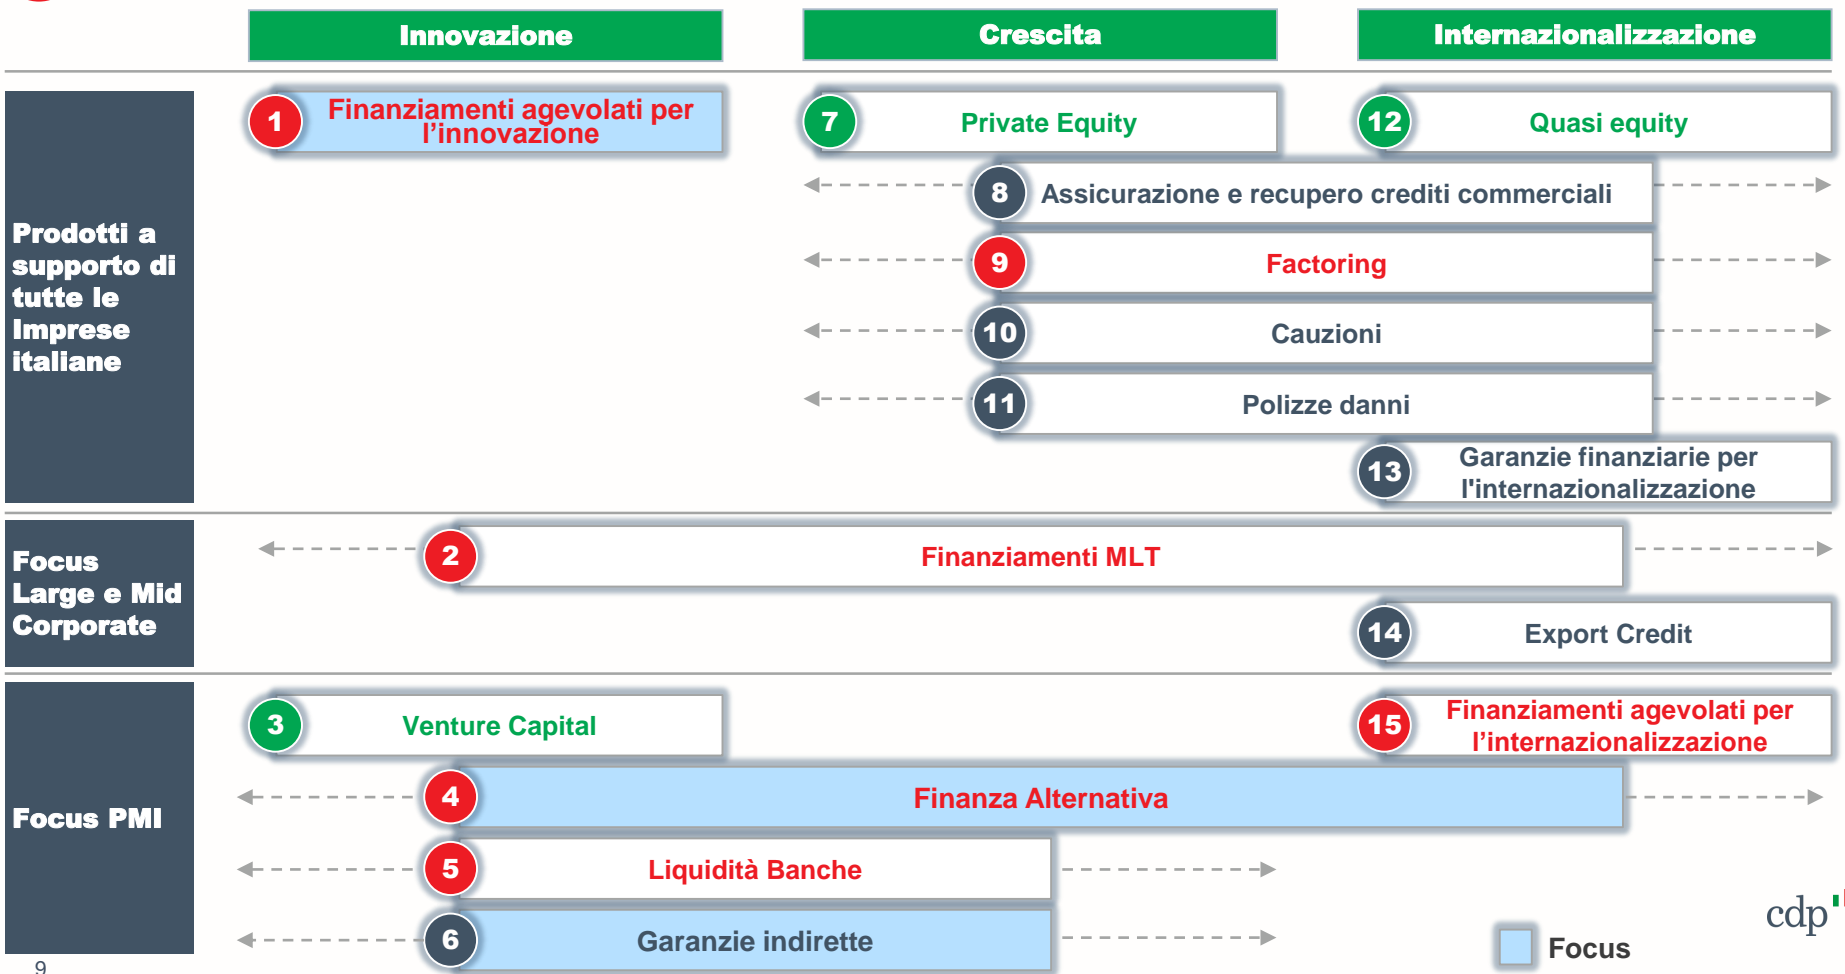 Innovazione
Crescita
Internazionalizzazione
Prodotti a
supporto di
tutte le
Imprese
italiane
1
Finanziamenti agevolati per
l’innovazione
7
Private Equity
12
Quasi equity
8
Assicurazione e recupero crediti commerciali
9
Factoring
10
Cauzioni
11
Polizze danni
13
Garanzie finanziarie per
l'internazionalizzazione
Focus
Large e Mid
Corporate
2
Finanziamenti MLT
14
Export Credit
Focus PMI
3
Venture Capital
15
Finanziamenti agevolati per
l’internazionalizzazione
4
Finanza Alternativa
5
Liquidità Banche
6
Garanzie indirette
Focus
cdp
9